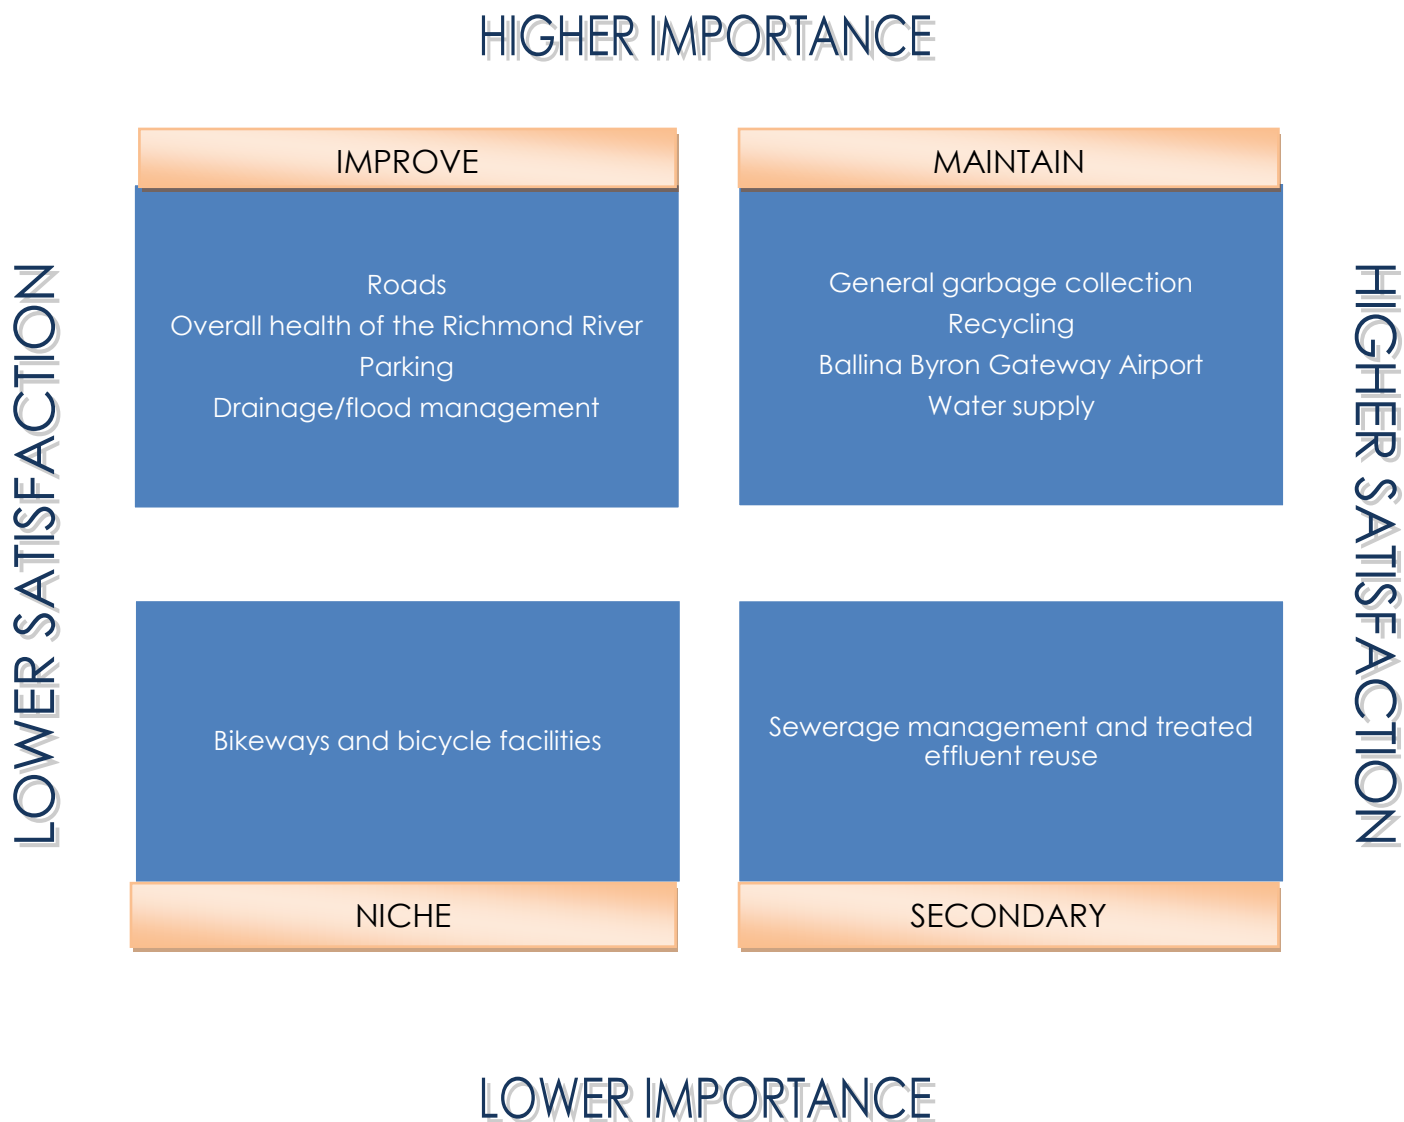 HIGHER IMPORTANCE
IMPROVE
Roads
Overall health of the Richmond River
Parking
Drainage/flood management
MAINTAIN
General garbage collection
Recycling
Ballina Byron Gateway Airport
Water supply
LOWER SATISFACTION
HIGHER SATISFACTION
Bikeways and bicycle facilities
NICHE
Sewerage management and treated
effluent reuse
SECONDARY
LOWER IMPORTANCE